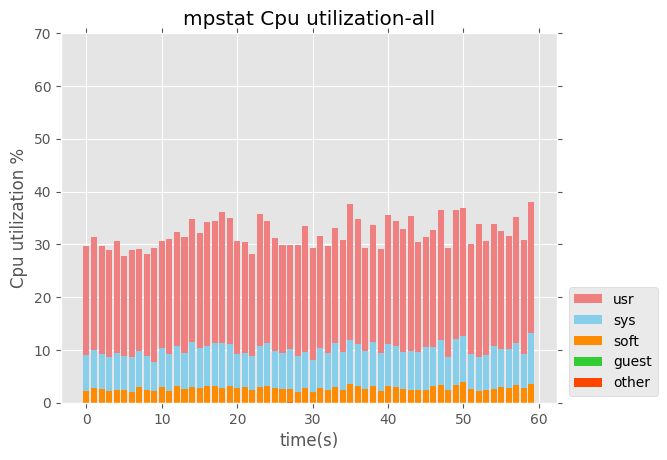 mpstat Cpu utilization-all
70
60
50
40
30
20
10
0
Cpu utilization %
0 10 20 30 40 50 60
time(s)
usr
sys
soft
guest
other